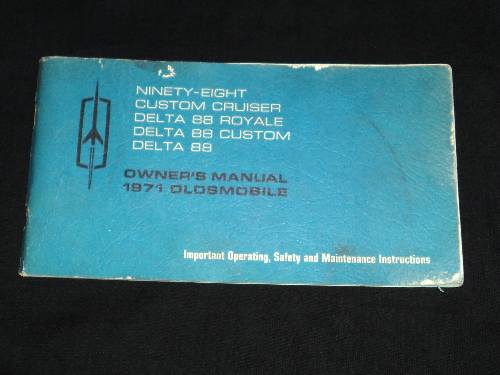 NINETY-EIGHT
CUSTOM CRUISER
DELTA 88 ROYALE
DELTA 88 CUSTOM
DELTA 88
OWNER'S MANUAL
1971 OLDSMOBILE
Important Operating, Safety and Maintenance Instructions